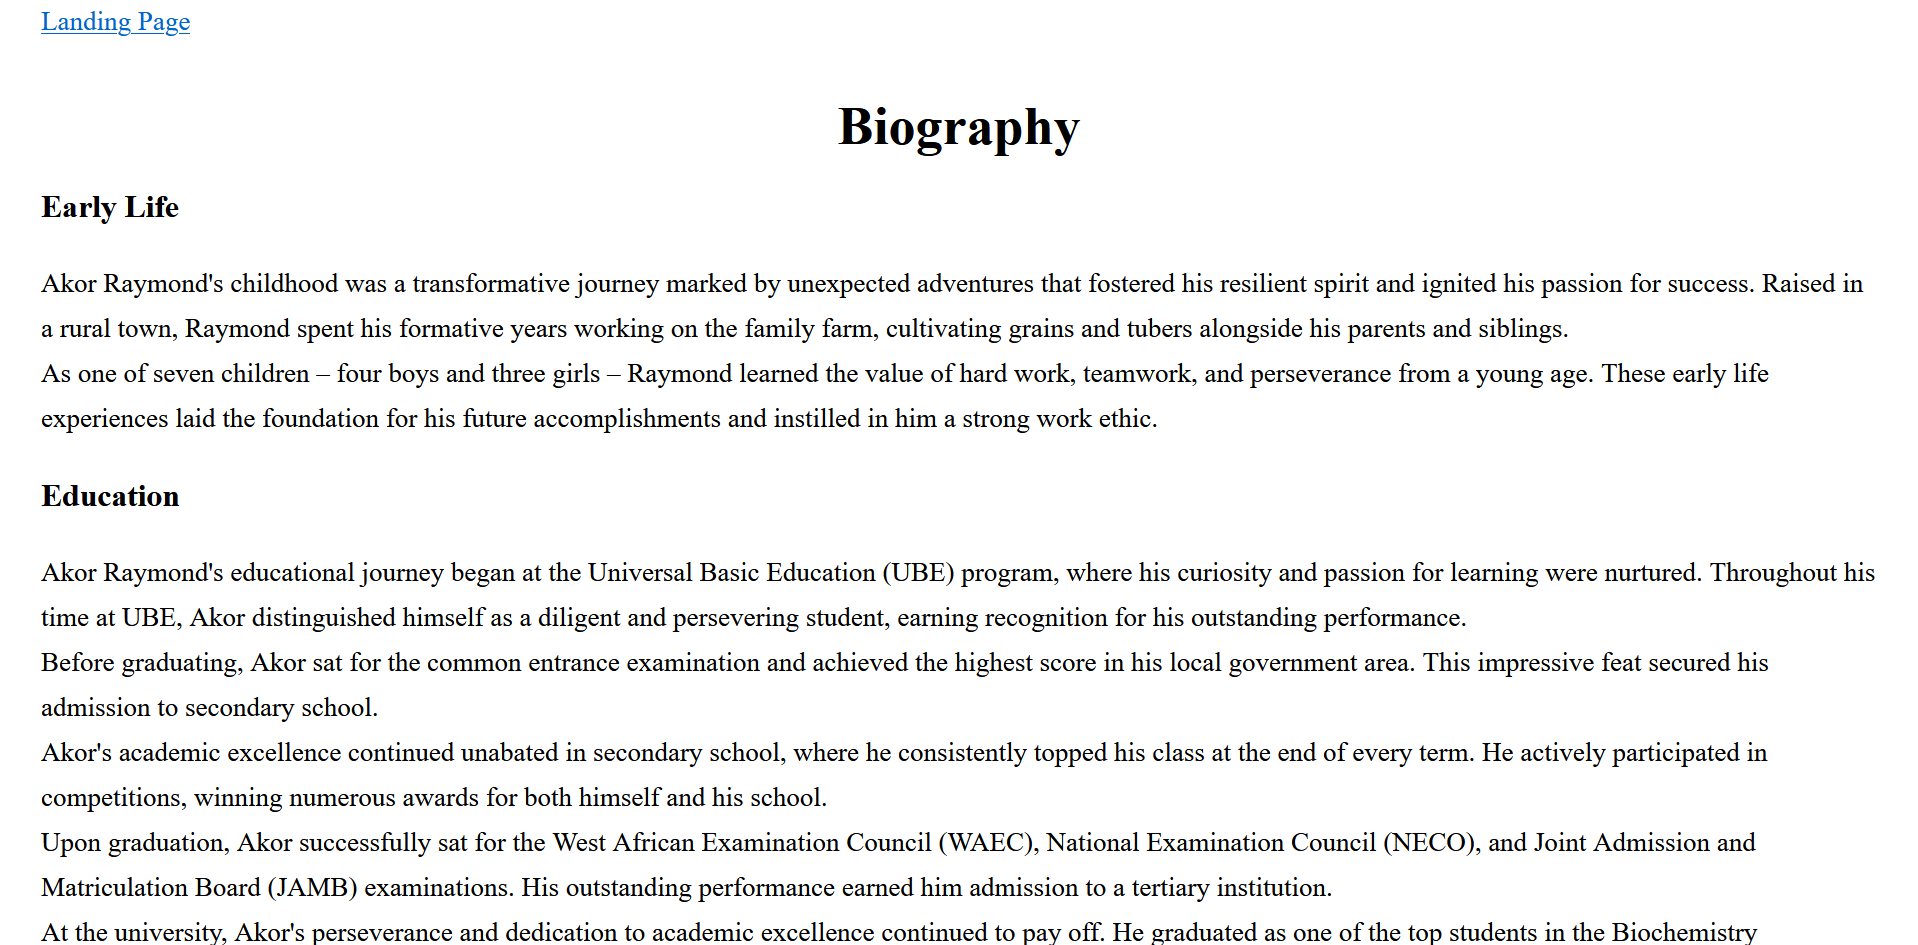 Landing Page
Biography
Early Life
Akor Raymond's childhood was a transformative journey marked by unexpected adventures that fostered his resilient spirit and ignited his passion for success. Raised in
a rural town, Raymond spent his formative years working on the family farm, cultivating grains and tubers alongside his parents and siblings.
As one of seven children – four boys and three girls – Raymond learned the value of hard work, teamwork, and perseverance from a young age. These early life
experiences laid the foundation for his future accomplishments and instilled in him a strong work ethic.
Education
Akor Raymond's educational journey began at the Universal Basic Education (UBE) program, where his curiosity and passion for learning were nurtured. Throughout his
time at UBE, Akor distinguished himself as a diligent and persevering student, earning recognition for his outstanding performance.
Before graduating, Akor sat for the common entrance examination and achieved the highest score in his local government area. This impressive feat secured his
admission to secondary school.
Akor's academic excellence continued unabated in secondary school, where he consistently topped his class at the end of every term. He actively participated in
competitions, winning numerous awards for both himself and his school.
Upon graduation, Akor successfully sat for the West African Examination Council (WAEC), National Examination Council (NECO), and Joint Admission and
Matriculation Board (JAMB) examinations. His outstanding performance earned him admission to a tertiary institution.
At the university, Akor's perseverance and dedication to academic excellence continued to pay off. He graduated as one of the top students in the Biochemistry